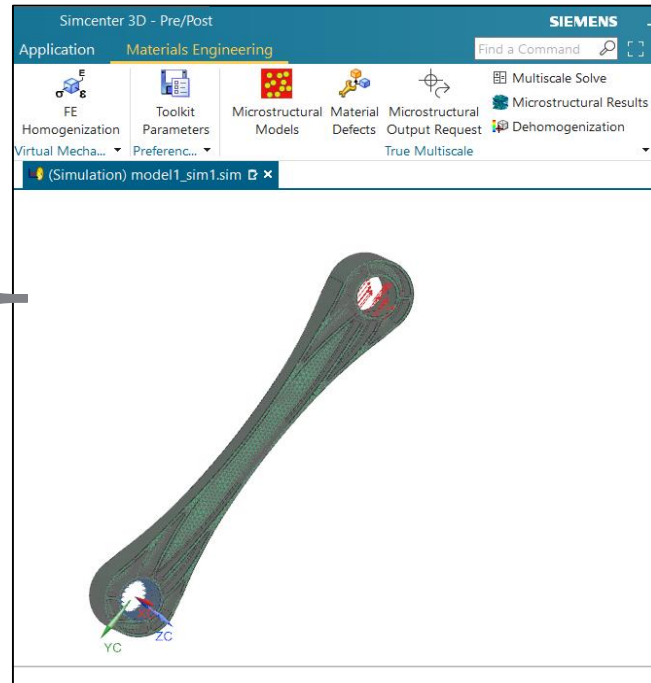 Simcenter 3D - Pre/Post SIEMENS
Application Materials Engineering Find a Command
σ E ε
FE Homogenization
Toolkit Parameters
Microstructural Models
Material Defects
Microstructural Output Request
Multiscale Solve
Microstructural Results
Dehomogenization
Virtual Mecha... Preferenc... True Multiscale
(Simulation) model1_sim1.sim
YC
ZC